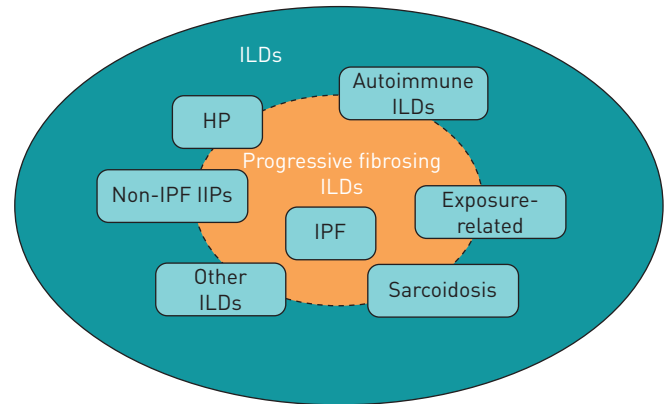 ILDs
Autoimmune
ILDs
HP
Progressive fibrosing
ILDs
Non-IPF IIPs
Exposure-
related
IPF
Other
ILDs
Sarcoidosis